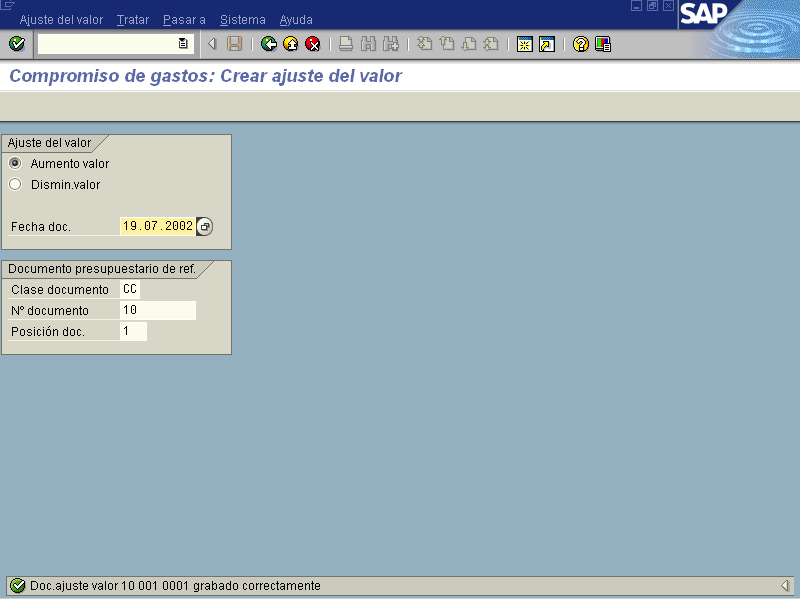 Ajuste del valor Tratar Pasar a Sistema Ayuda
SAP
Compromiso de gastos: Crear ajuste del valor
Ajuste del valor
Aumento valor
Dismin.valor
Fecha doc. 19.07.2002
Documento presupuestario de ref.
Clase documento CC
Nº documento 10
Posición doc. 1
Doc.ajuste valor 10 001 0001 grabado correctamente